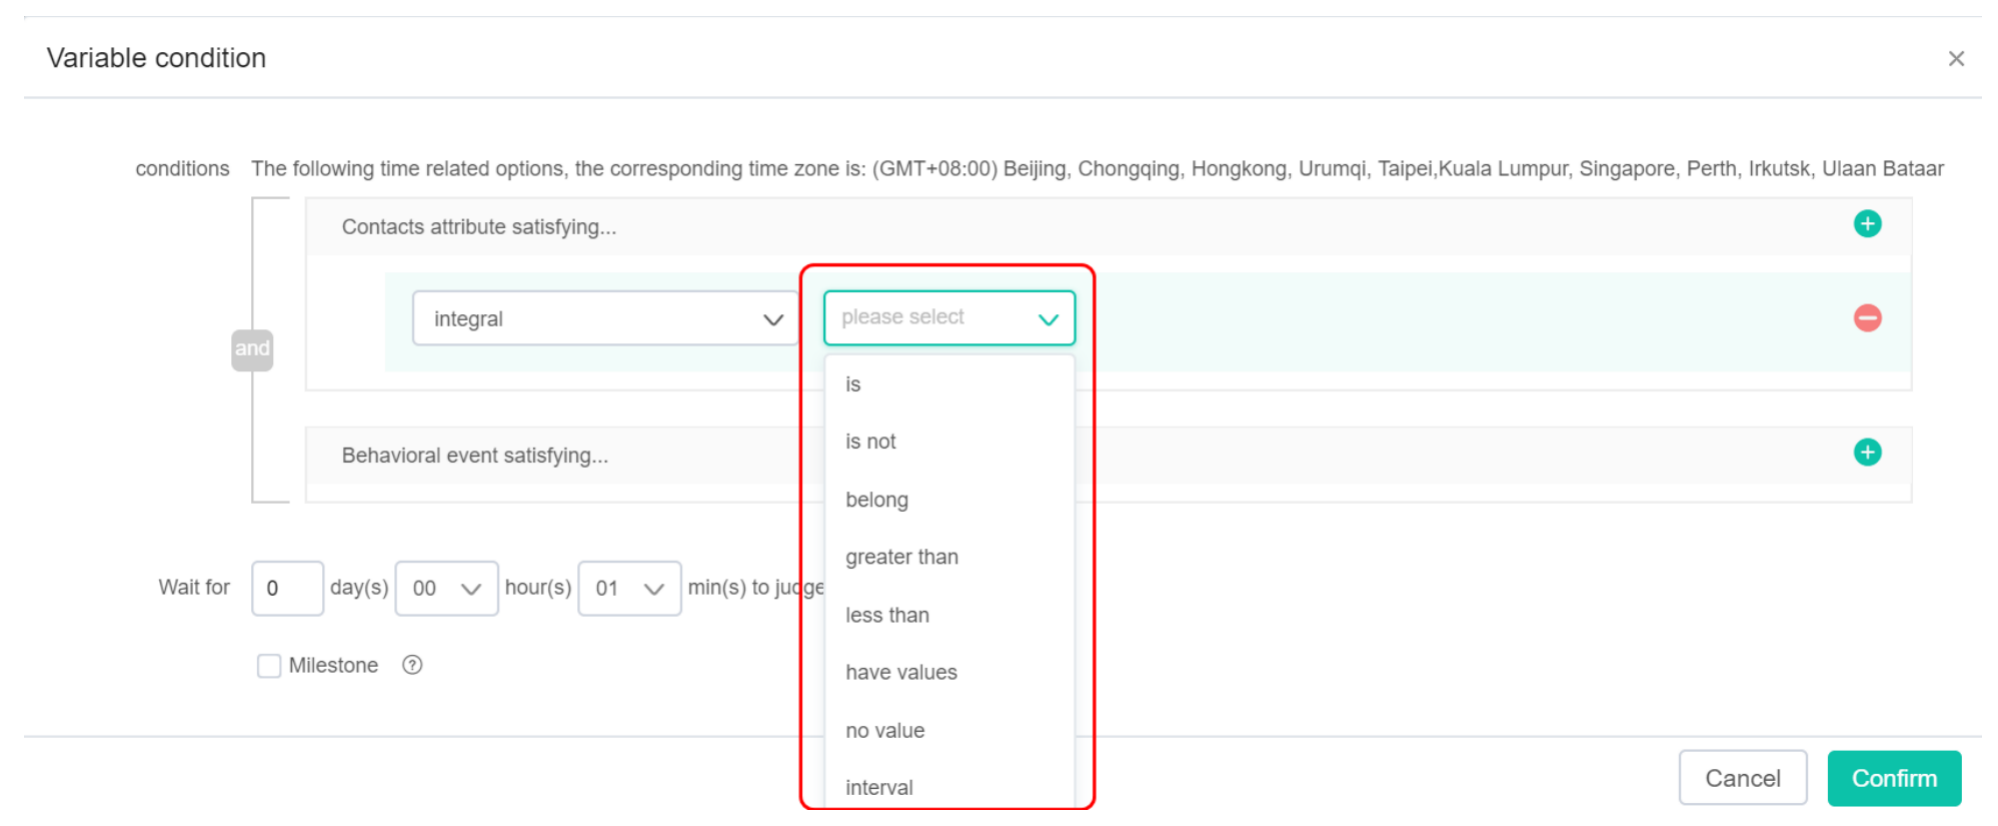 Variable condition
conditions The following time related options, the corresponding time zone is: (GMT+08:00) Beijing, Chongqing, Hongkong, Urumqi, Taipei,Kuala Lumpur, Singapore, Perth, Irkutsk, Ulaan Bataar
Contacts attribute satisfying...
integral please select
and
is
is not
Behavioral event satisfying...
belong
greater than
Wait for 0 day(s) 00 hour(s) 01 min(s) to judge
less than
Milestone ?
have values
no value
interval
Cancel Confirm